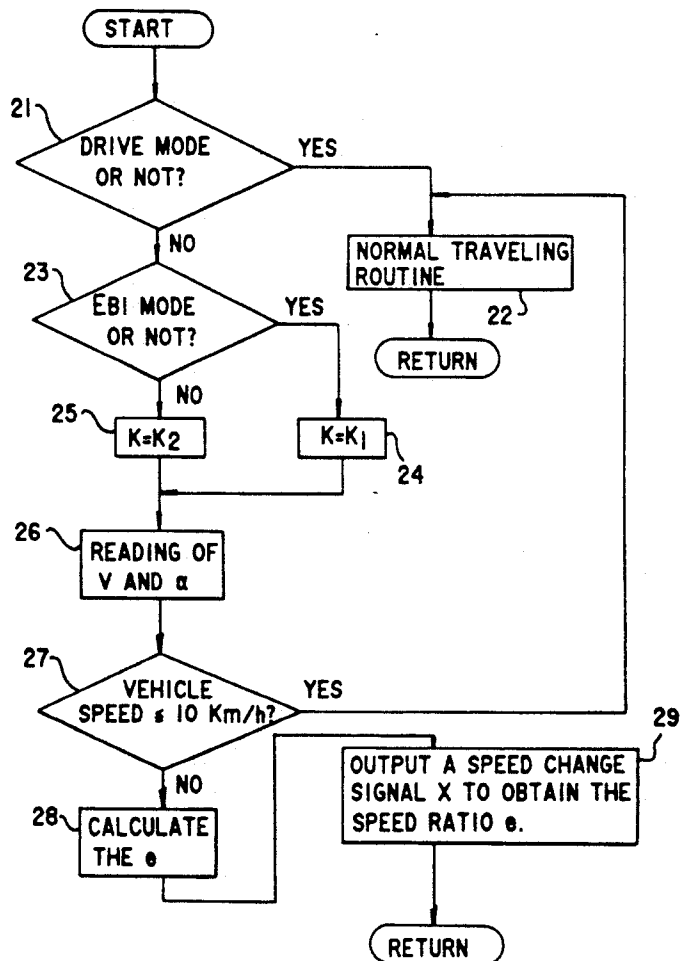 START
21
DRIVE MODE
OR NOT?
YES
NO
NORMAL TRAVELING
ROUTINE
22
RETURN
23
EBI MODE
OR NOT?
YES
NO
25
K=K2
K=K1
24
26
READING OF
V AND α
27
VEHICLE
SPEED ≤ 10 Km/h?
YES
NO
28
CALCULATE
THE e
29
OUTPUT A SPEED CHANGE
SIGNAL X TO OBTAIN THE
SPEED RATIO e.
RETURN